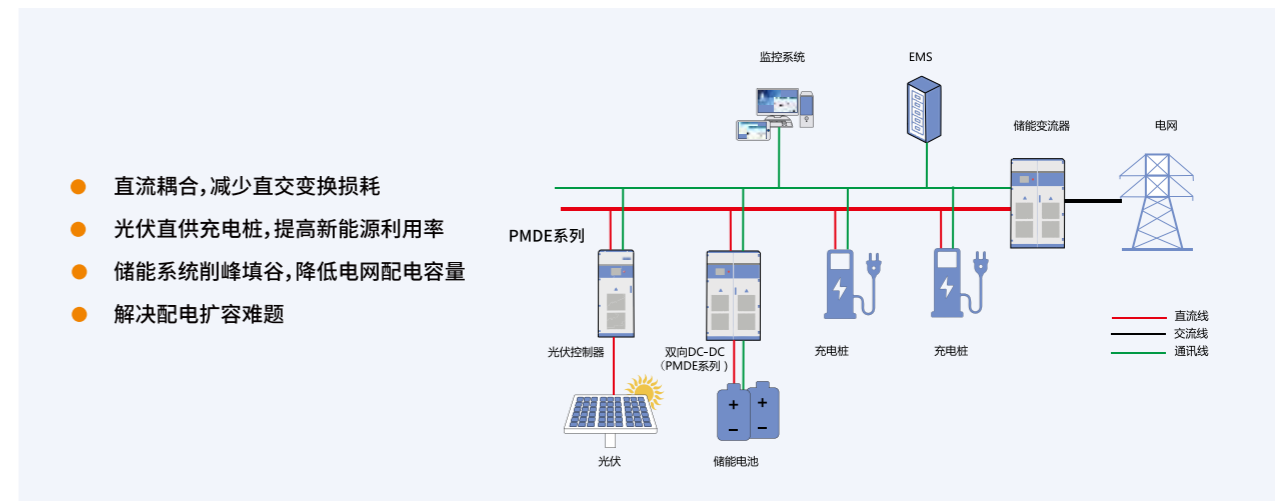 直流耦合，减少直交变换损耗
光伏直供充电桩，提高新能源利用率
储能系统削峰填谷，降低电网配电容量
解决配电扩容难题
监控系统
EMS
储能变流器
电网
PMDE系列
光伏控制器
双向DC-DC
（PMDE系列）
充电桩
充电桩
直流线
交流线
通讯线
光伏
储能电池